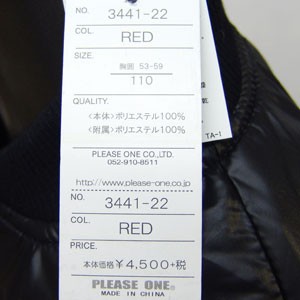 NO. 3441-22
COL. RED
SIZE.
胸囲 53-59
110
QUALITY.
<本体>ポリエステル100%
<附属>ポリエステル100%
PLEASE ONE CO.,LTD.
052-910-8511
http://www.please-one.co.jp/
NO. 3441-22
COL. RED
PRICE.
本体価格 ¥4,500+税
PLEASE ONE.
MADE IN CHINA
TA-1